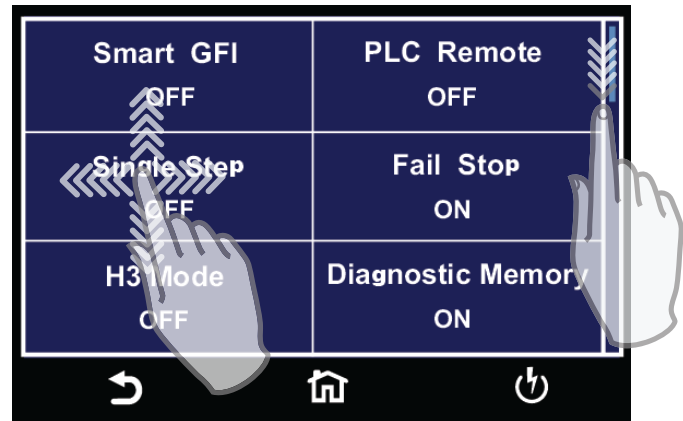 Smart GFI
OFF
PLC Remote
OFF
Single Step
OFF
Fail Stop
ON
H3 Mode
OFF
Diagnostic Memory
ON